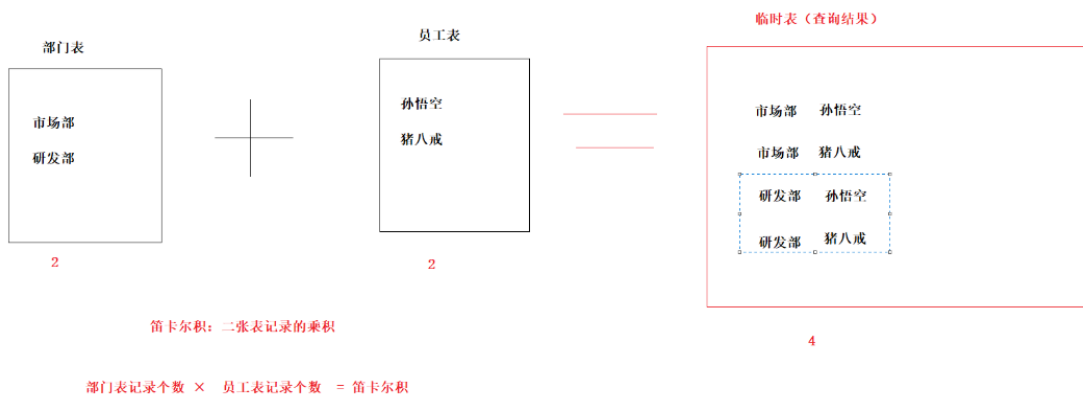 部门表
市场部
研发部
2
员工表
孙悟空
猪八戒
2
临时表（查询结果）
市场部 孙悟空
市场部 猪八戒
研发部 孙悟空
研发部 猪八戒
4
笛卡尔积：二张表记录的乘积
部门表记录个数 × 员工表记录个数 = 笛卡尔积